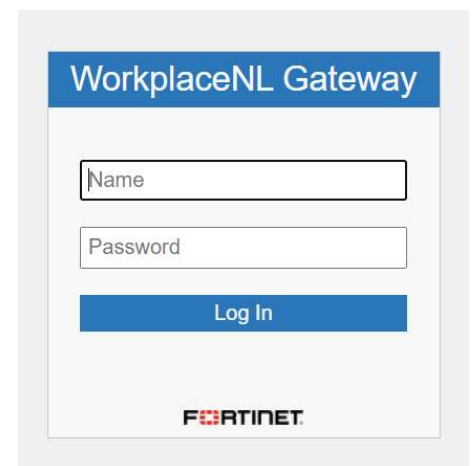 WorkplaceNL Gateway
Name
Password
Log In
FORTINET